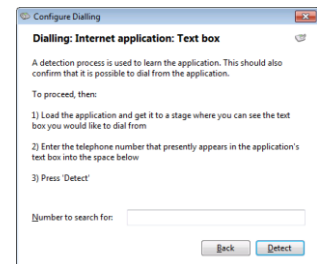 Configure Dialling
Dialling: Internet application: Text box
A detection process is used to learn the application. This should also
confirm that it is possible to dial from the application.
To proceed, then:
1) Load the application and get it to a stage where you can see the text
box you would like to dial from
2) Enter the telephone number that presently appears in the application's
text box into the space below
3) Press 'Detect'
Number to search for:
Back
Detect